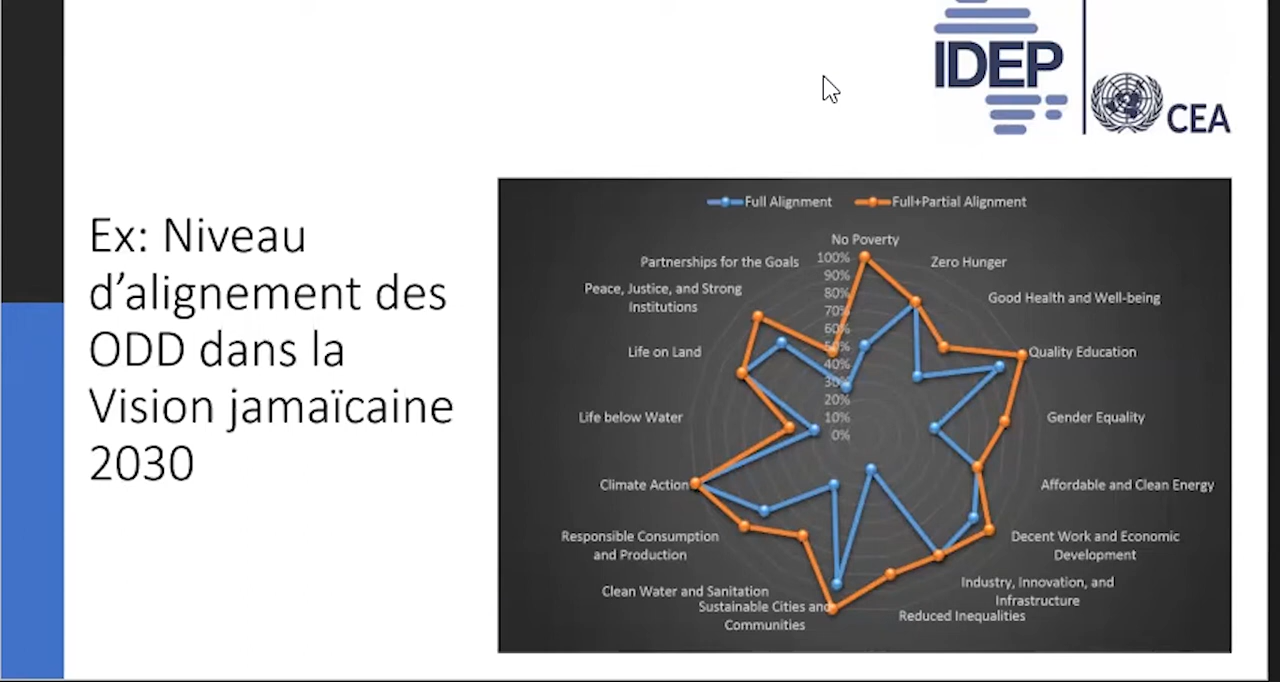 IDEP
CEA
Ex: Niveau
d’alignement des
ODD dans la
Vision jamaïcaine
2030
Full Alignment
Full+Partial Alignment
No Poverty
Zero Hunger
Good Health and Well-being
Quality Education
Gender Equality
Affordable and Clean Energy
Decent Work and Economic
Development
Industry, Innovation, and
Infrastructure
Reduced Inequalities
Sustainable Cities and
Communities
Clean Water and Sanitation
Responsible Consumption
and Production
Climate Action
Life below Water
Life on Land
Peace, Justice, and Strong
Institutions
Partnerships for the Goals
100%
90%
80%
70%
60%
50%
40%
30%
20%
10%
0%